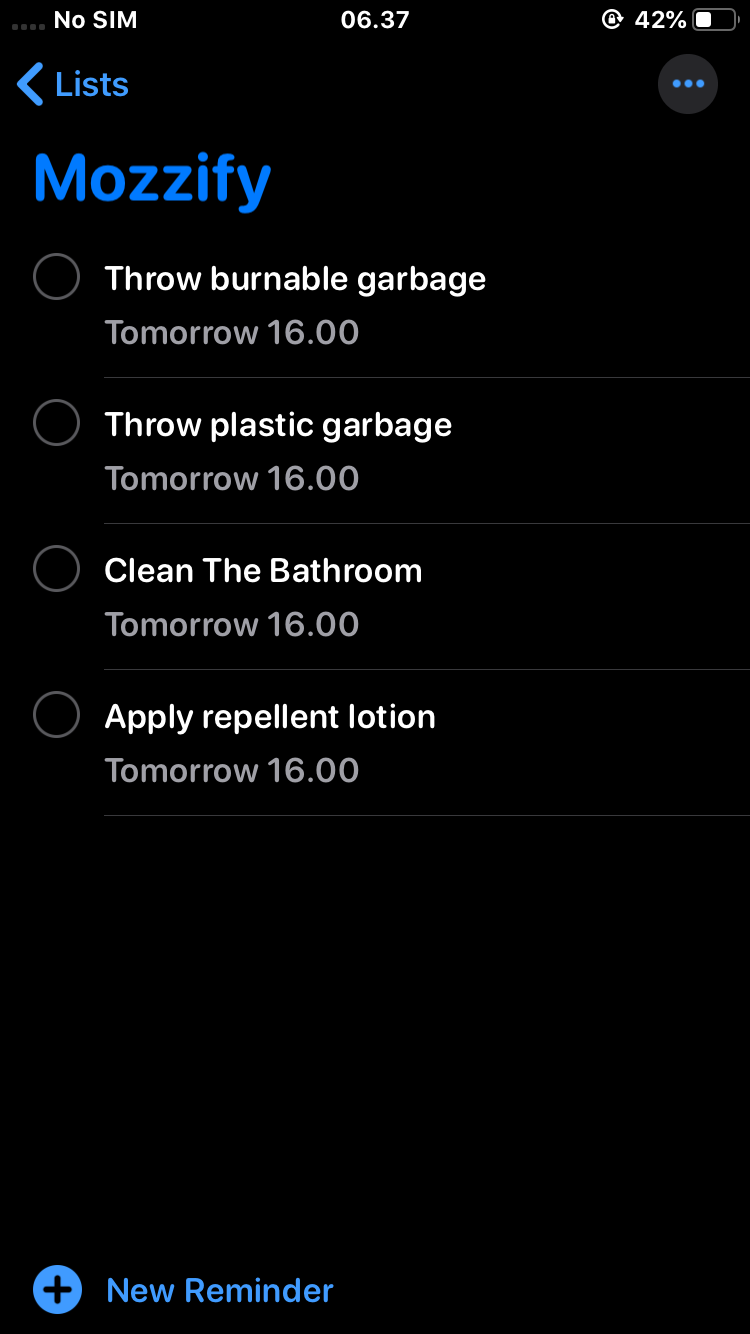 No SIM 06.37 42%
Lists
Mozzify
Throw burnable garbage
Tomorrow 16.00
Throw plastic garbage
Tomorrow 16.00
Clean The Bathroom
Tomorrow 16.00
Apply repellent lotion
Tomorrow 16.00
New Reminder